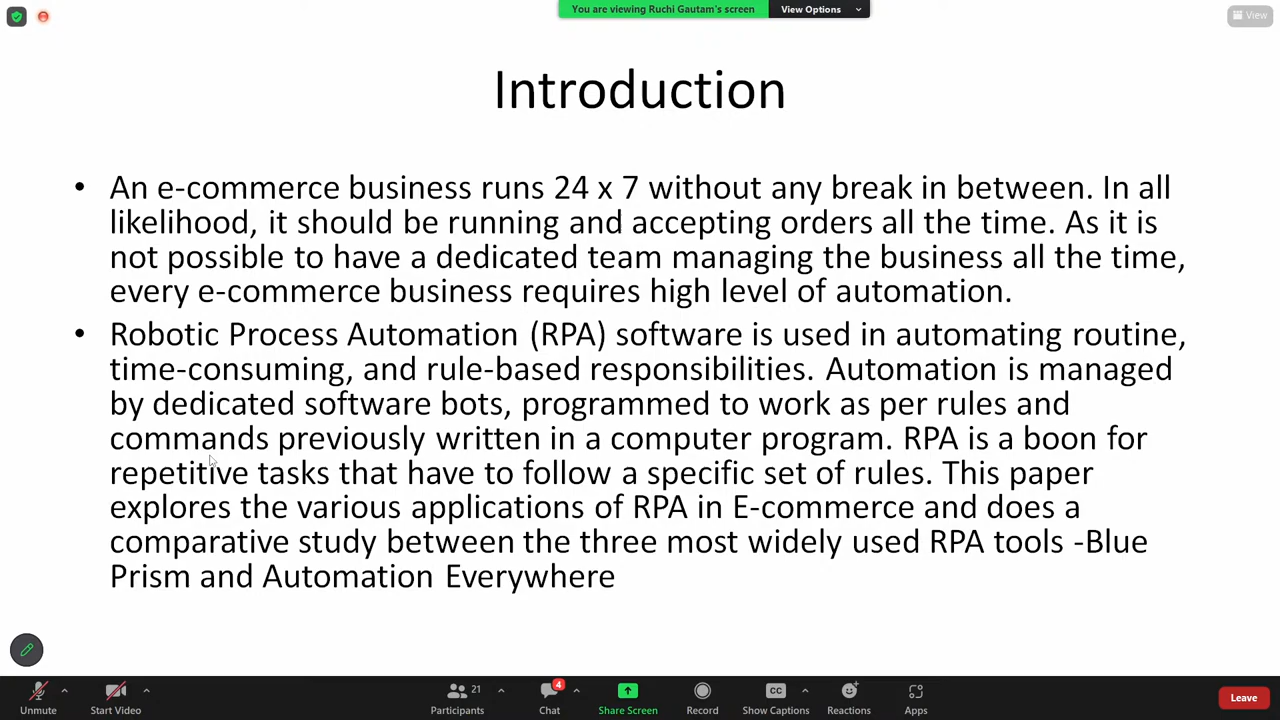 You are viewing Ruchi Gautam's screen View Options
View
Introduction
• An e-commerce business runs 24 x 7 without any break in between. In all
likelihood, it should be running and accepting orders all the time. As it is
not possible to have a dedicated team managing the business all the time,
every e-commerce business requires high level of automation.
• Robotic Process Automation (RPA) software is used in automating routine,
time-consuming, and rule-based responsibilities. Automation is managed
by dedicated software bots, programmed to work as per rules and
commands previously written in a computer program. RPA is a boon for
repetitive tasks that have to follow a specific set of rules. This paper
explores the various applications of RPA in E-commerce and does a
comparative study between the three most widely used RPA tools -Blue
Prism and Automation Everywhere
21
4
CC
Unmute Start Video Participants Chat Share Screen Record Show Captions Reactions Apps Leave